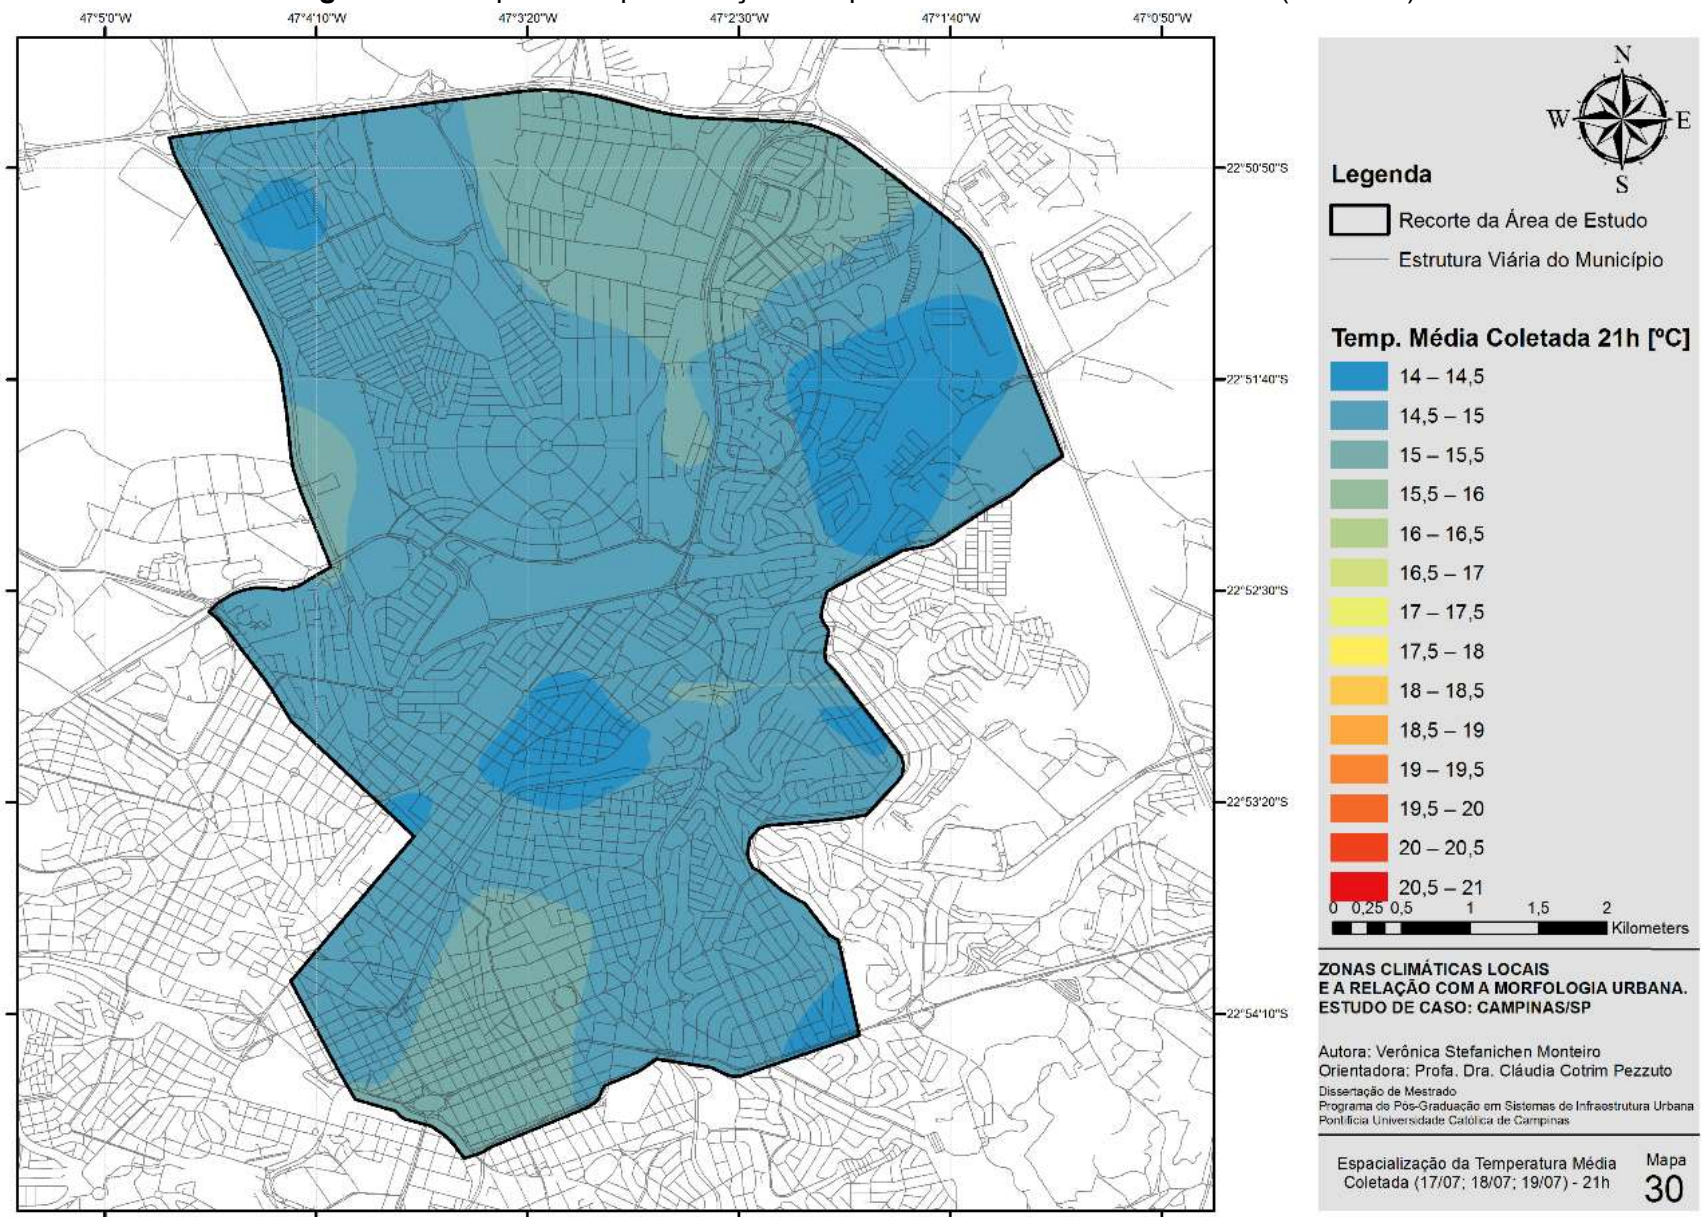 47°5'0"W
47°4'10"W
47°3'20"W
47°2'30"W
47°1'40"W
47°0'50"W
22°50'50"S
22°51'40"S
22°52'30"S
22°53'20"S
22°54'10"S
N
W
E
S
Legenda
Recorte da Área de Estudo
Estrutura Viária do Município
Temp. Média Coletada 21h [ºC]
14 – 14,5
14,5 – 15
15 – 15,5
15,5 – 16
16 – 16,5
16,5 – 17
17 – 17,5
17,5 – 18
18 – 18,5
18,5 – 19
19 – 19,5
19,5 – 20
20 – 20,5
20,5 – 21
0 0,25 0,5 1 1,5 2
Kilometers
ZONAS CLIMÁTICAS LOCAIS
E A RELAÇÃO COM A MORFOLOGIA URBANA.
ESTUDO DE CASO: CAMPINAS/SP
Autora: Verônica Stefanichen Monteiro
Orientadora: Profa. Dra. Cláudia Cotrim Pezzuto
Dissertação de Mestrado
Programa de Pós-Graduação em Sistemas de Infraestrutura Urbana
Pontifícia Universidade Católica de Campinas
Espacialização da Temperatura Média
Coletada (17/07; 18/07; 19/07) - 21h
Mapa
30